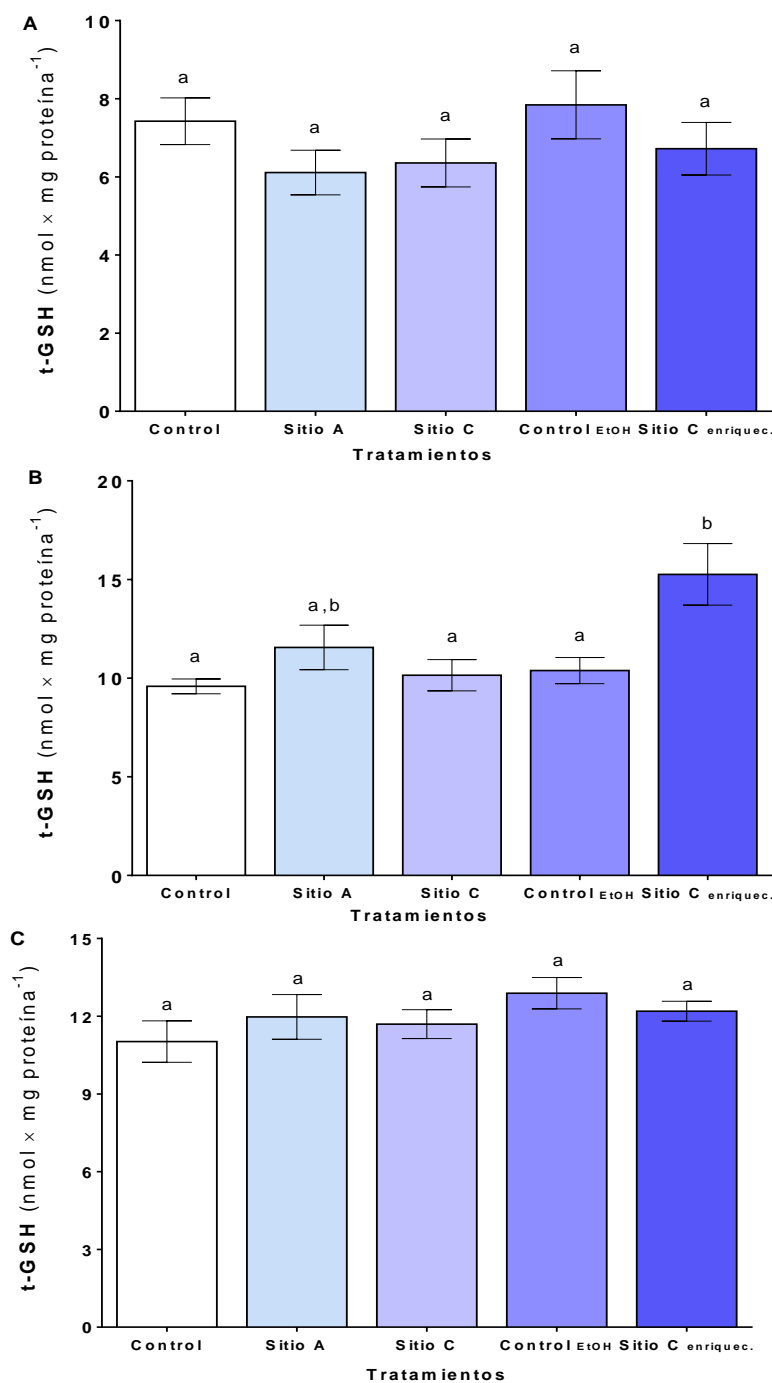 A
t-GSH (nmol × mg proteína⁻¹)
10
8
6
4
2
0
a
a
a
a
a
Control
Sitio A
Sitio C
Control EtOH
Sitio C enriquec.
Tratamientos
B
t-GSH (nmol × mg proteína⁻¹)
20
15
10
5
0
a
a,b
a
a
b
Control
Sitio A
Sitio C
Control EtOH
Sitio C enriquec.
Tratamientos
C
t-GSH (nmol × mg proteína⁻¹)
15
12
9
6
3
0
a
a
a
a
a
Control
Sitio A
Sitio C
Control EtOH
Sitio C enriquec.
Tratamientos